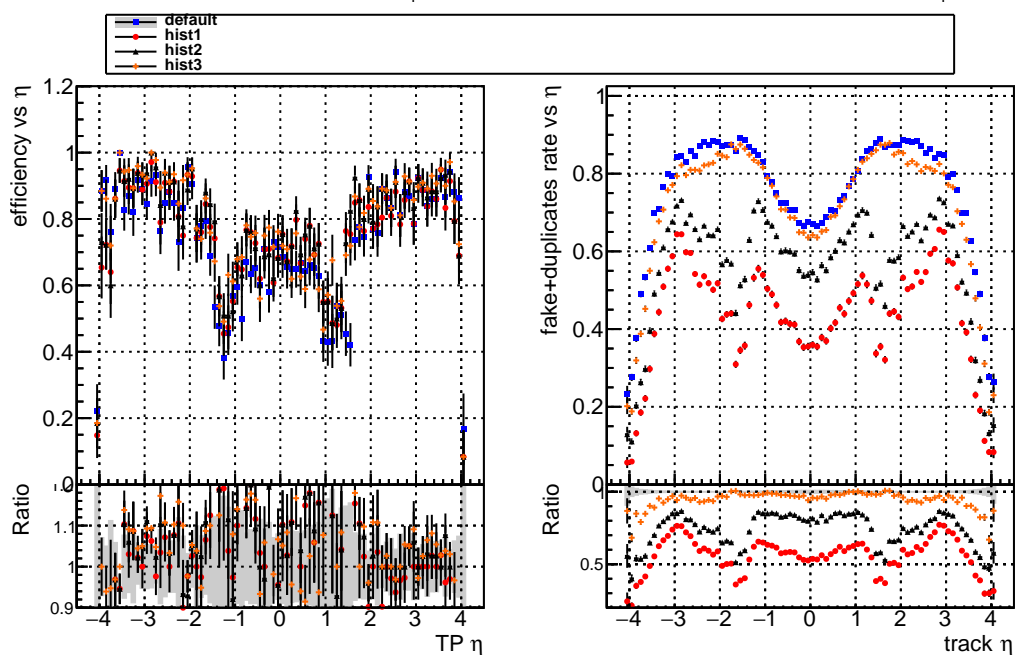 default
hist1
hist2
hist3
efficiency vs η
1.2
1
0.8
0.6
0.4
0.2
0
Ratio
1.1
1
0.9
−4 −3 −2 −1 0 1 2 3 4
TP η
fake+duplicates rate vs η
1
0.8
0.6
0.4
0.2
0
Ratio
0.5
−4 −3 −2 −1 0 1 2 3 4
track η